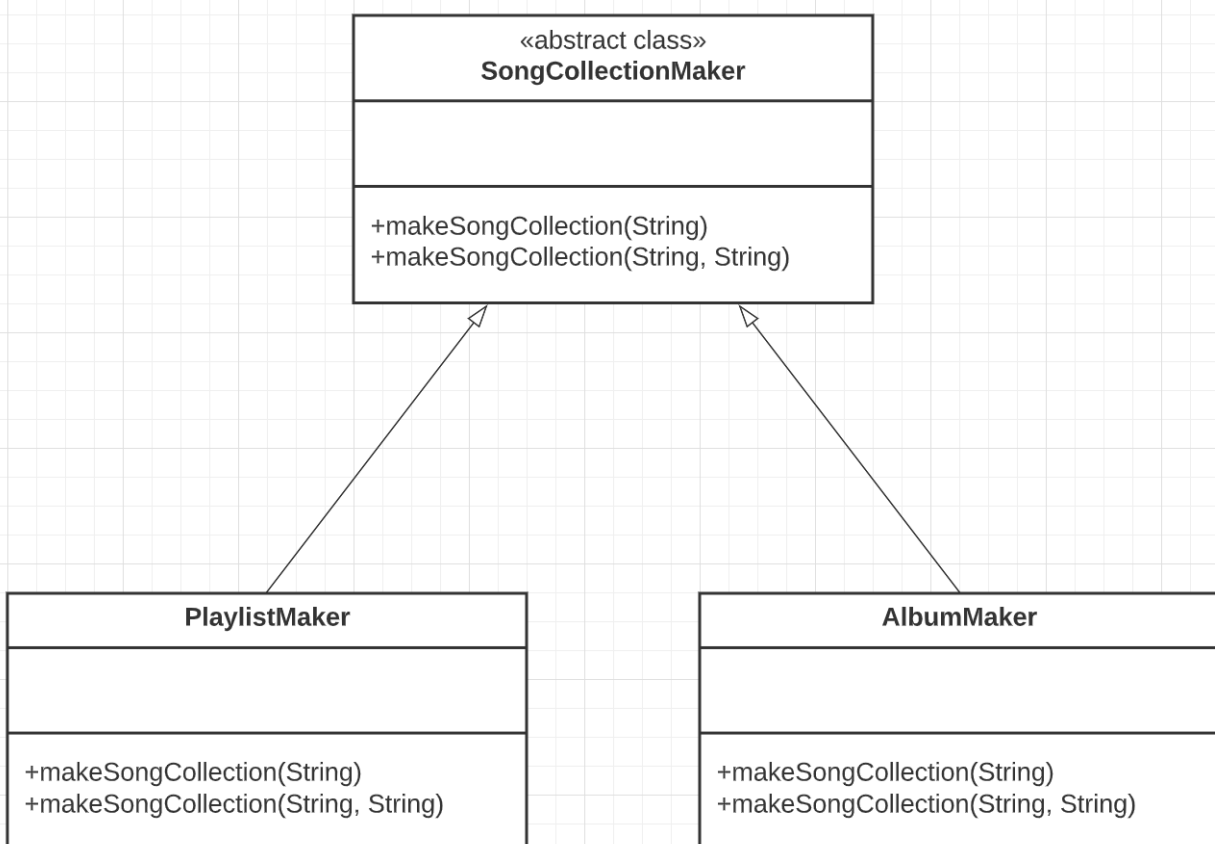 «abstract class»
SongCollectionMaker
+makeSongCollection(String)
+makeSongCollection(String, String)
PlaylistMaker
+makeSongCollection(String)
+makeSongCollection(String, String)
AlbumMaker
+makeSongCollection(String)
+makeSongCollection(String, String)